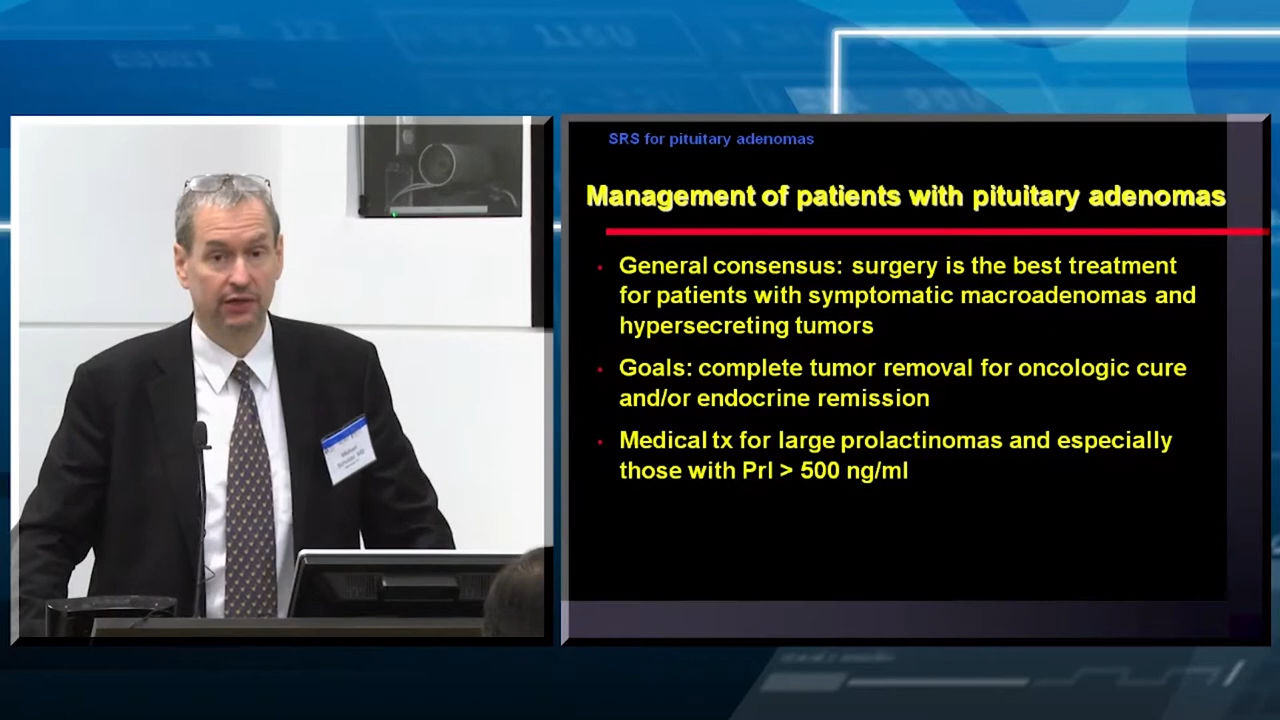 SRS for pituitary adenomas
Management of patients with pituitary adenomas
General consensus: surgery is the best treatment
for patients with symptomatic macroadenomas and
hypersecreting tumors
Goals: complete tumor removal for oncologic cure
and/or endocrine remission
Medical tx for large prolactinomas and especially
those with Prl > 500 ng/ml